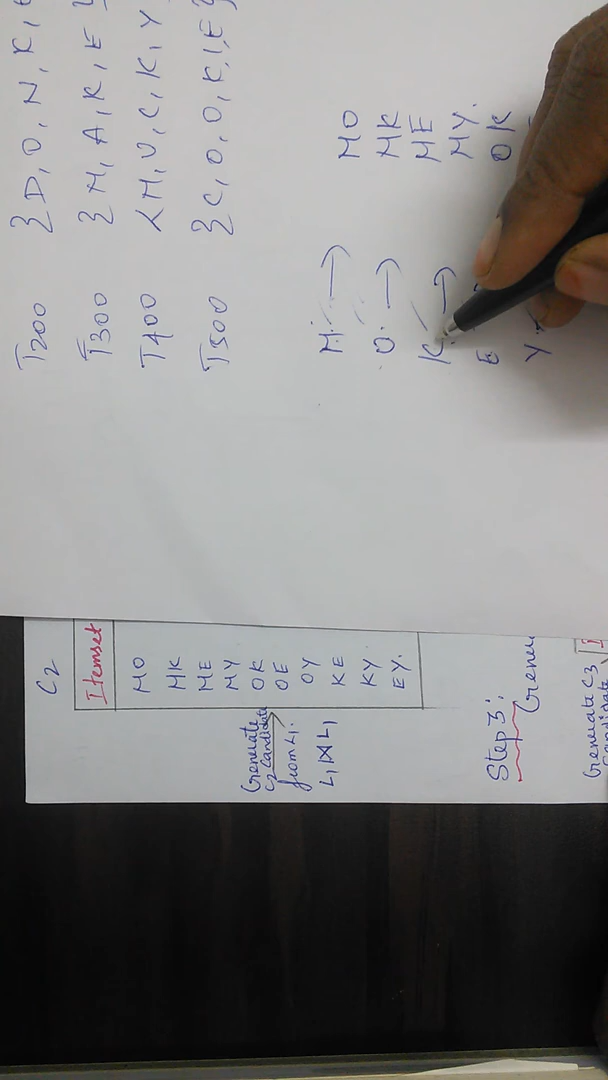 T200 { D, O, N, K, E
T300 { M, A, K, E }
T400 < M, U, C, K, Y
T500 { C, O, O, K, I, E }
M → MO
O → MK
K → ME
E MY.
Y OK
C2
Itemset
MO
MK
ME
MY
OK
OE
OY
KE
KY
EY.
Generate
C2 Candidate
from L1.
L1 ⋈ L1
Step 3:
Generate C3